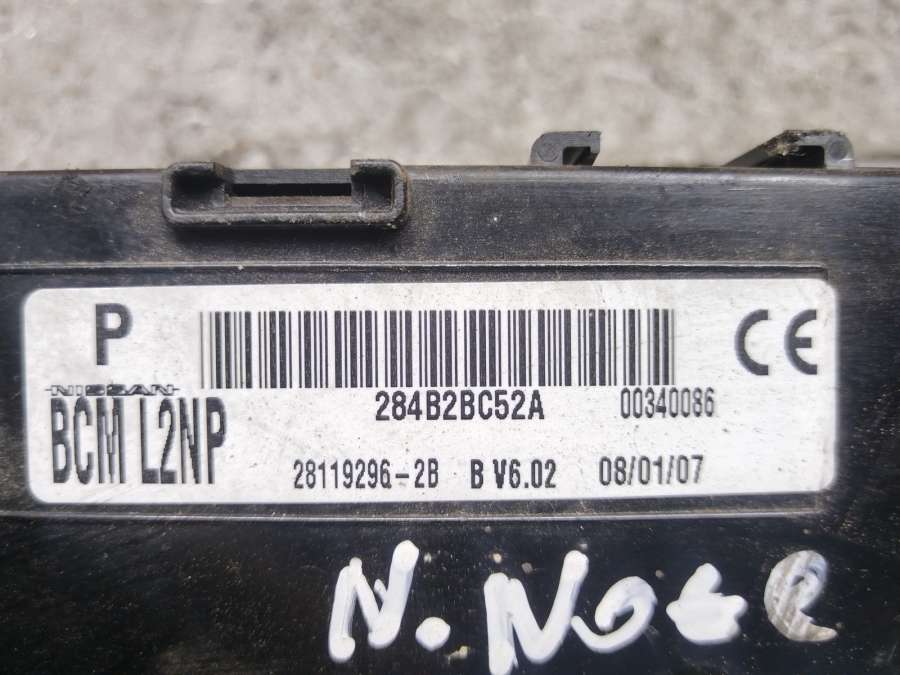 P
NISSAN
BCM L2NP
284B2BC52A 00340086
28119296-2B B V6.02 08/01/07
CE
N. Note